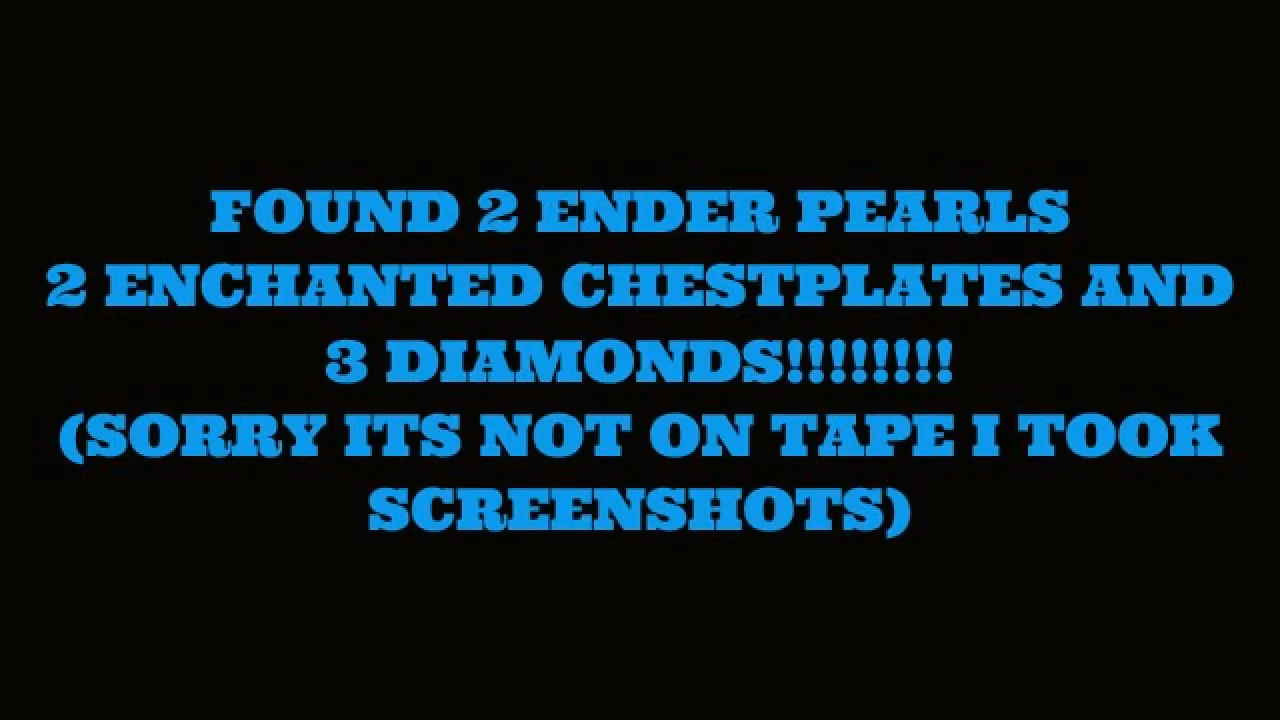 FOUND 2 ENDER PEARLS
2 ENCHANTED CHESTPLATES AND
3 DIAMONDS!!!!!!!!
(SORRY ITS NOT ON TAPE I TOOK
SCREENSHOTS)